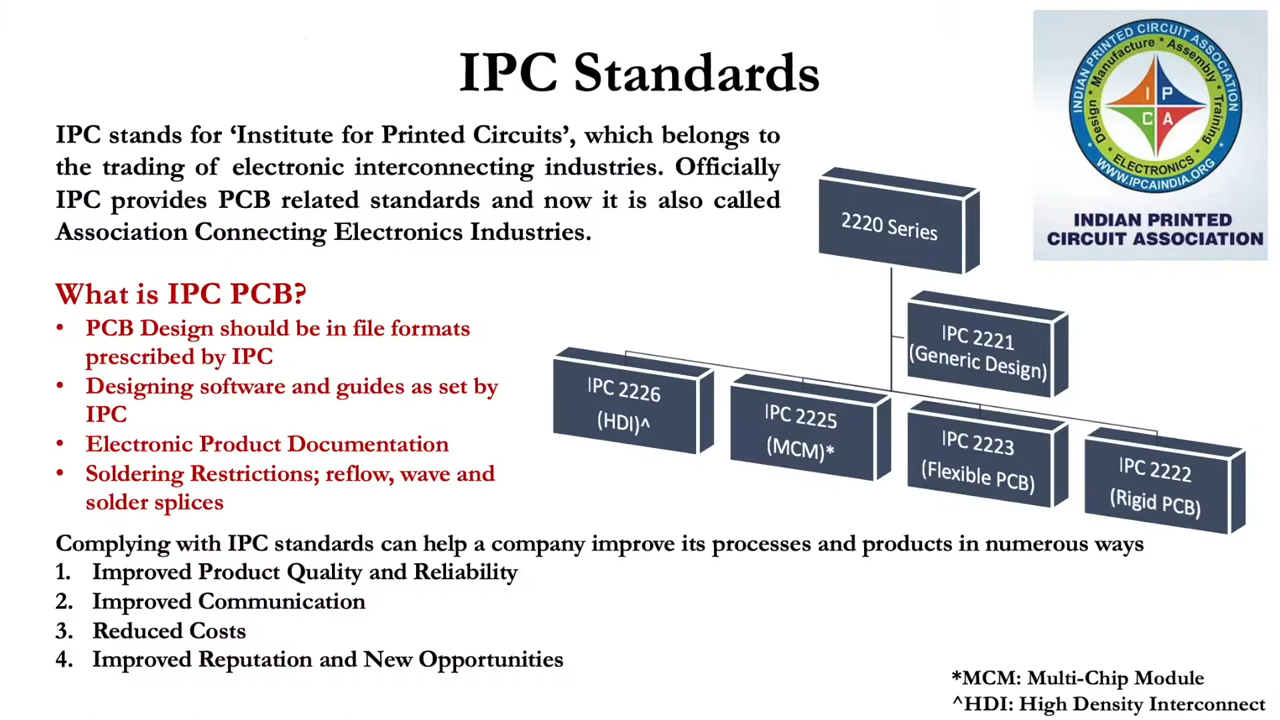 IPC Standards
IPC stands for ‘Institute for Printed Circuits’, which belongs to
the trading of electronic interconnecting industries. Officially
IPC provides PCB related standards and now it is also called
Association Connecting Electronics Industries.
What is IPC PCB?
• PCB Design should be in file formats
prescribed by IPC
• Designing software and guides as set by
IPC
• Electronic Product Documentation
• Soldering Restrictions; reflow, wave and
solder splices
INDIAN PRINTED CIRCUIT ASSOCIATION
Design * Manufacture * Assembly * Training
I P
C A
ELECTRONICS
WWW.IPCAINDIA.ORG
INDIAN PRINTED
CIRCUIT ASSOCIATION
2220 Series
IPC 2221
(Generic Design)
IPC 2226
(HDI)^
IPC 2225
(MCM)*
IPC 2223
(Flexible PCB)
IPC 2222
(Rigid PCB)
Complying with IPC standards can help a company improve its processes and products in numerous ways
1. Improved Product Quality and Reliability
2. Improved Communication
3. Reduced Costs
4. Improved Reputation and New Opportunities
*MCM: Multi-Chip Module
^HDI: High Density Interconnect